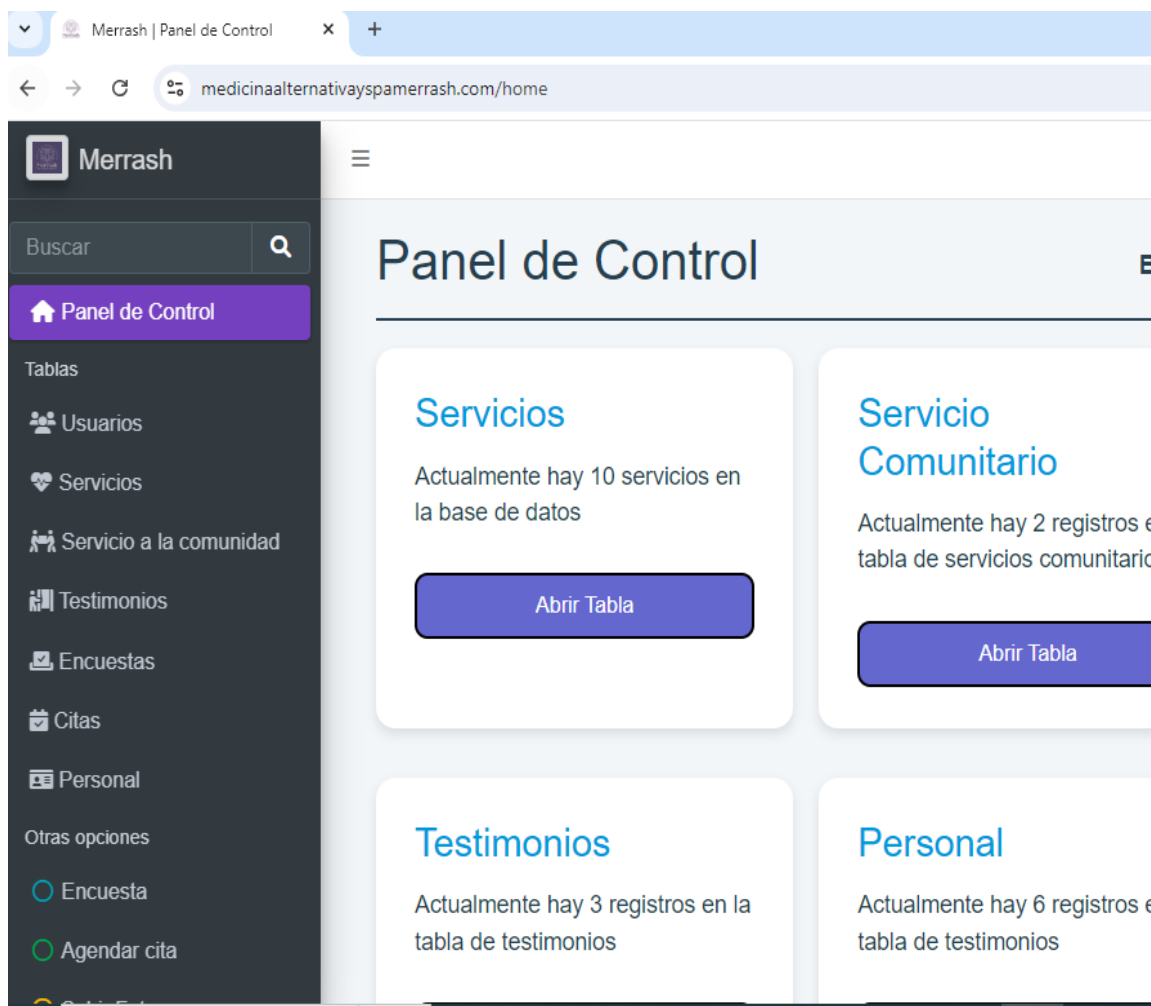 Merrash | Panel de Control
medicinaalternativayspamerrash.com/home
Merrash
Buscar
Panel de Control
Tablas
Usuarios
Servicios
Servicio a la comunidad
Testimonios
Encuestas
Citas
Personal
Otras opciones
Encuesta
Agendar cita
Panel de Control
E
Servicios
Actualmente hay 10 servicios en
la base de datos
Abrir Tabla
Servicio
Comunitario
Actualmente hay 2 registros e
tabla de servicios comunitario
Abrir Tabla
Testimonios
Actualmente hay 3 registros en la
tabla de testimonios
Personal
Actualmente hay 6 registros e
tabla de testimonios